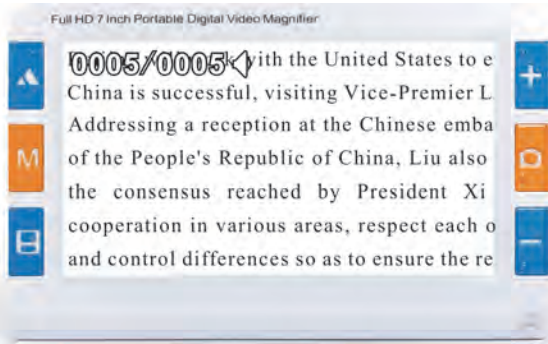 Full HD 7 Inch Portable Digital Video Magnifier
0005/0005 with the United States to e
China is successful, visiting Vice-Premier L
Addressing a reception at the Chinese emba
M
of the People's Republic of China, Liu also
the consensus reached by President Xi
cooperation in various areas, respect each o
and control differences so as to ensure the re